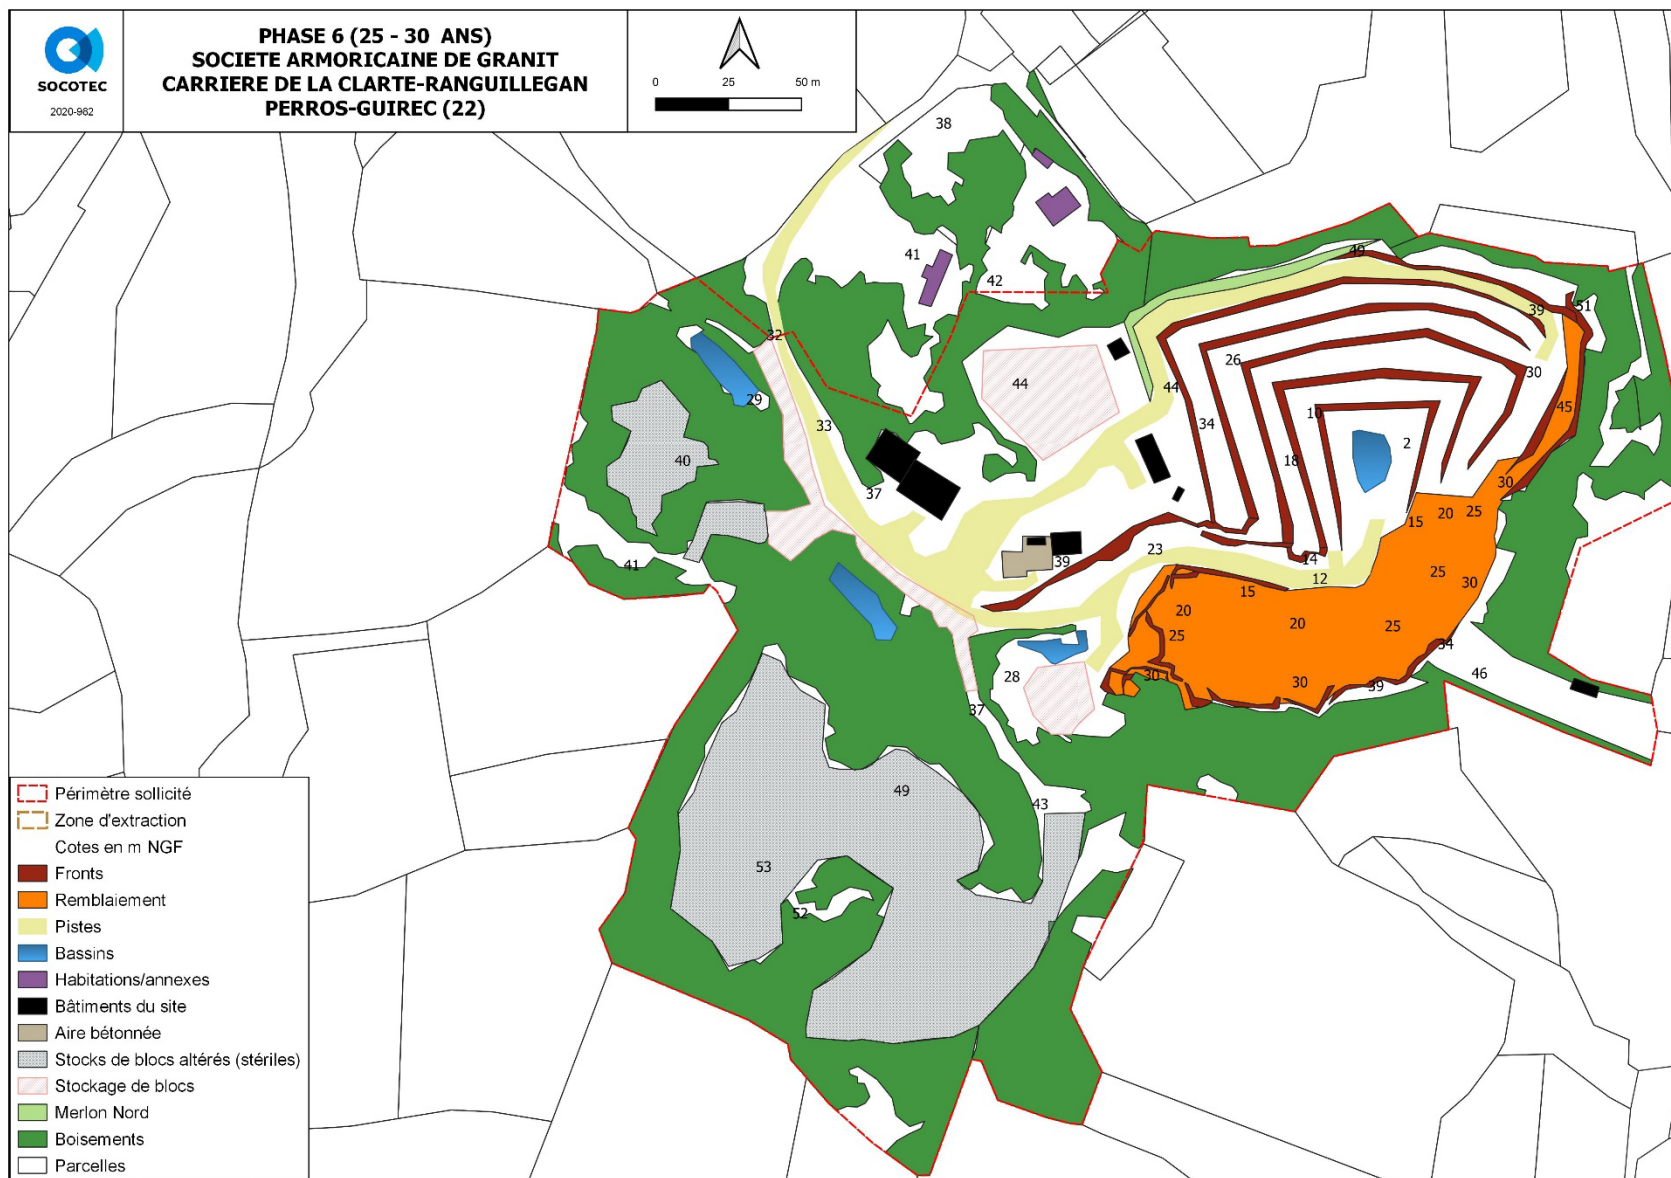 SOCOTEC
2020-982
PHASE 6 (25 - 30 ANS)
SOCIETE ARMORICAINE DE GRANIT
CARRIERE DE LA CLARTE-RANGUILLEGAN
PERROS-GUIREC (22)
0 25 50 m
38
41
42
49
39
51
32
44
44
26
30
29
33
34
10
2
45
40
37
18
30
15
20
25
41
39
23
14
12
15
25
30
20
25
20
25
34
28
30
30
39
46
37
49
43
53
52
Périmètre sollicité
Zone d'extraction
Cotes en m NGF
Fronts
Remblaiement
Pistes
Bassins
Habitations/annexes
Bâtiments du site
Aire bétonnée
Stocks de blocs altérés (stériles)
Stockage de blocs
Merlon Nord
Boisements
Parcelles